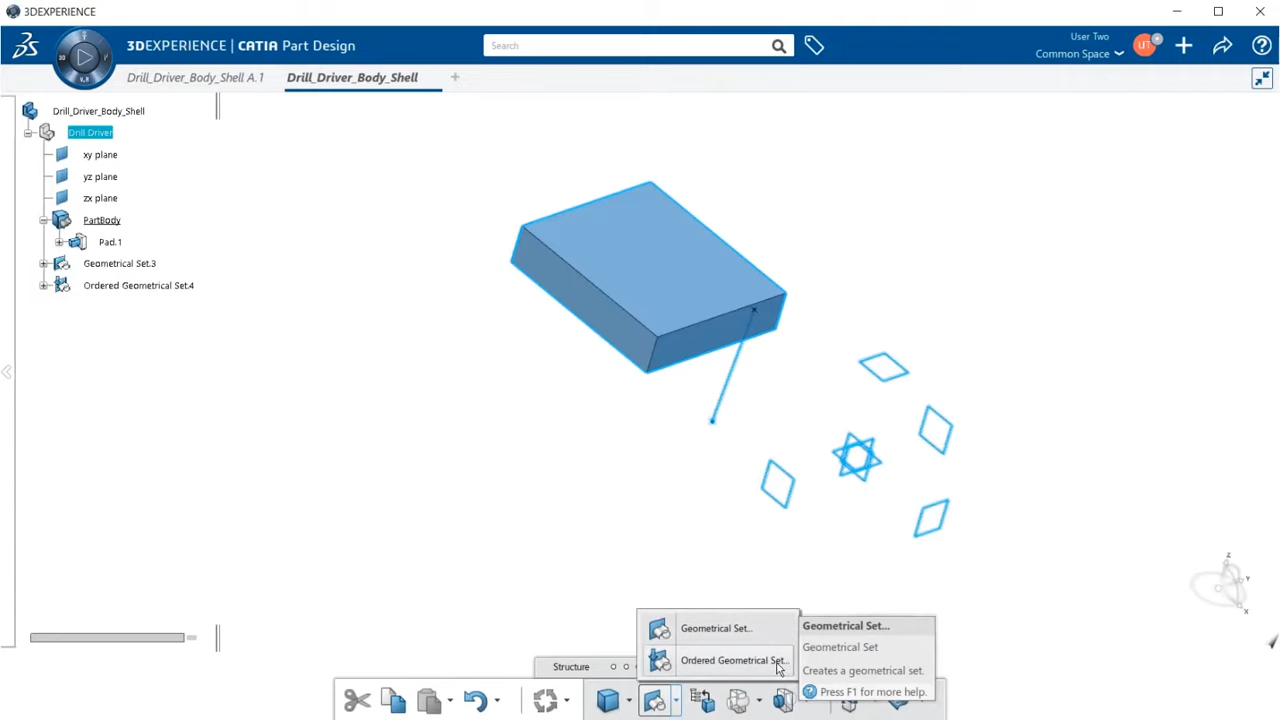 3DEXPERIENCE
3DEXPERIENCE | CATIA Part Design
Search
User Two
Common Space
UT
3D
V.R
Drill_Driver_Body_Shell A.1
Drill_Driver_Body_Shell
Drill_Driver_Body_Shell
Drill Driver
xy plane
yz plane
zx plane
PartBody
Pad.1
Geometrical Set.3
Ordered Geometrical Set.4
Z
Y
X
Geometrical Set...
Ordered Geometrical Set...
Geometrical Set...
Geometrical Set
Creates a geometrical set.
Press F1 for more help.
Structure